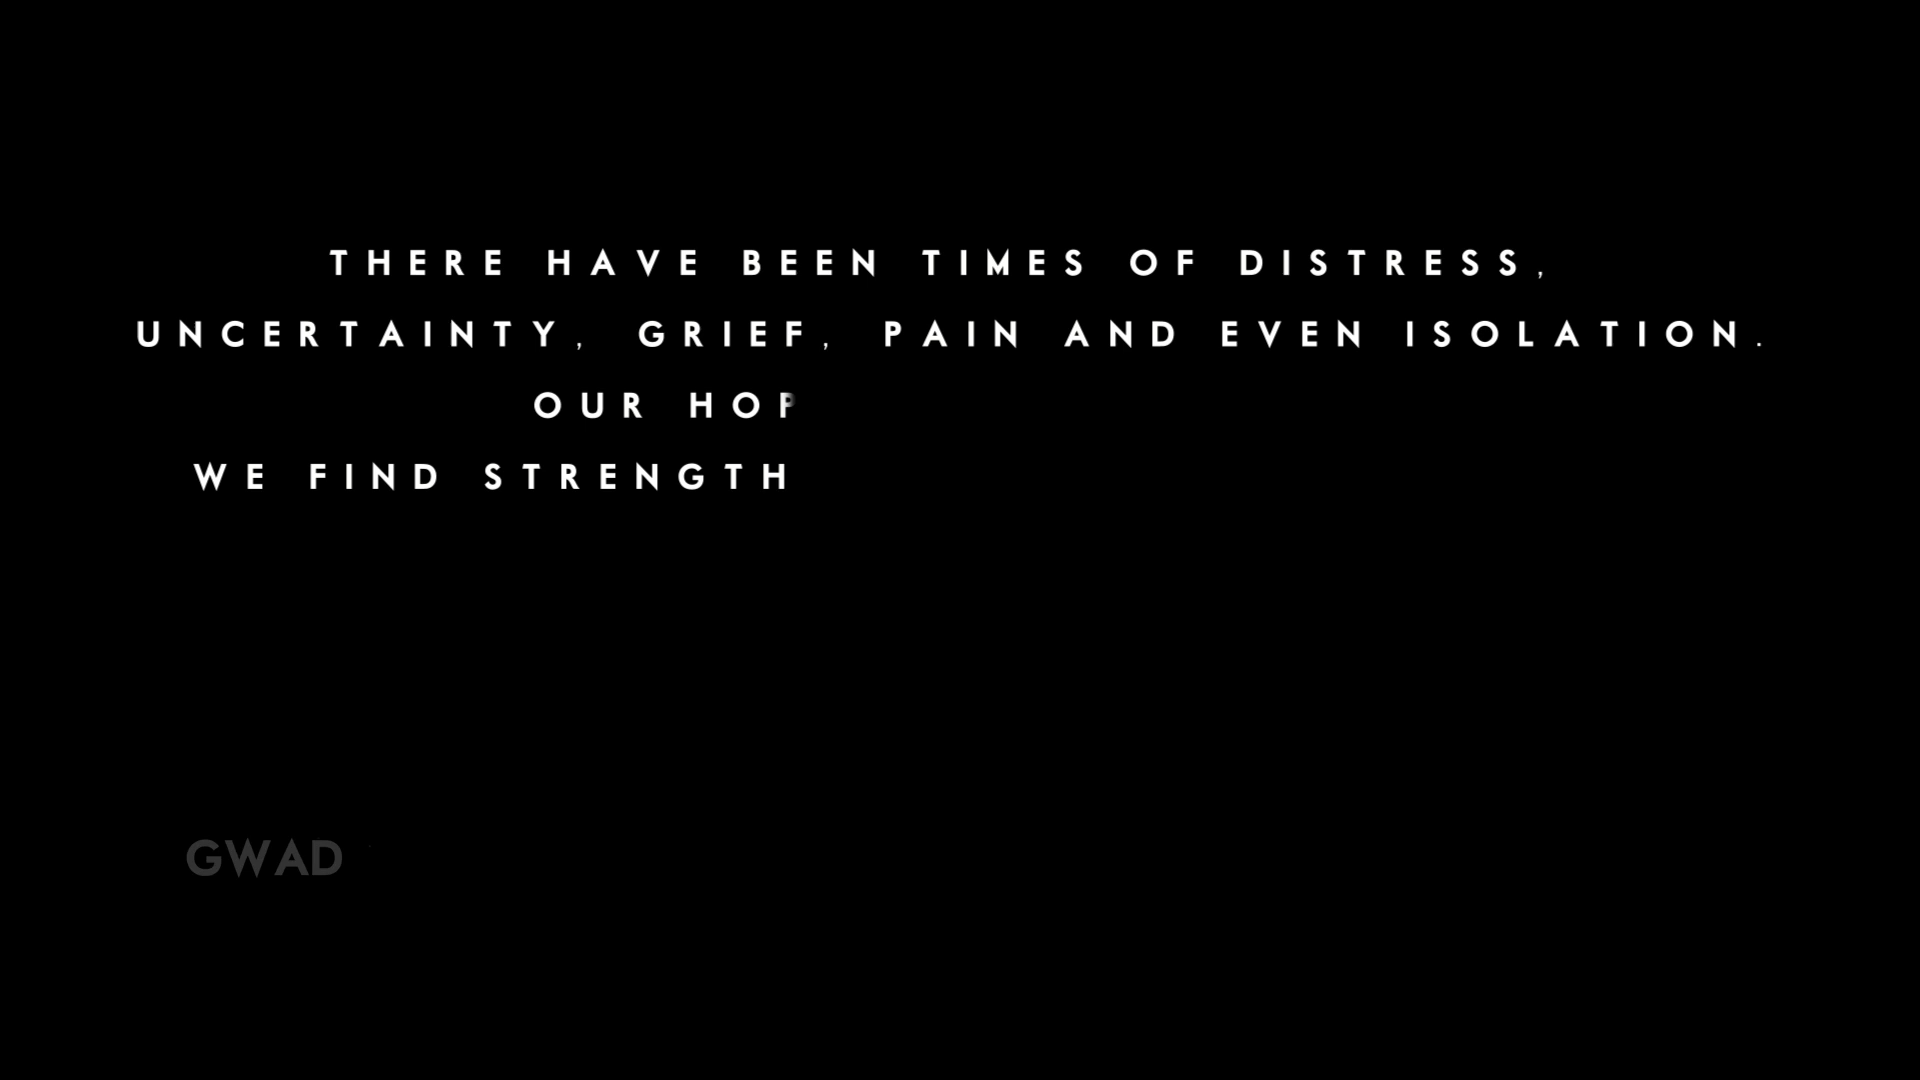 THERE HAVE BEEN TIMES OF DISTRESS,
UNCERTAINTY, GRIEF, PAIN AND EVEN ISOLATION.
OUR HOP
WE FIND STRENGTH
GWAD